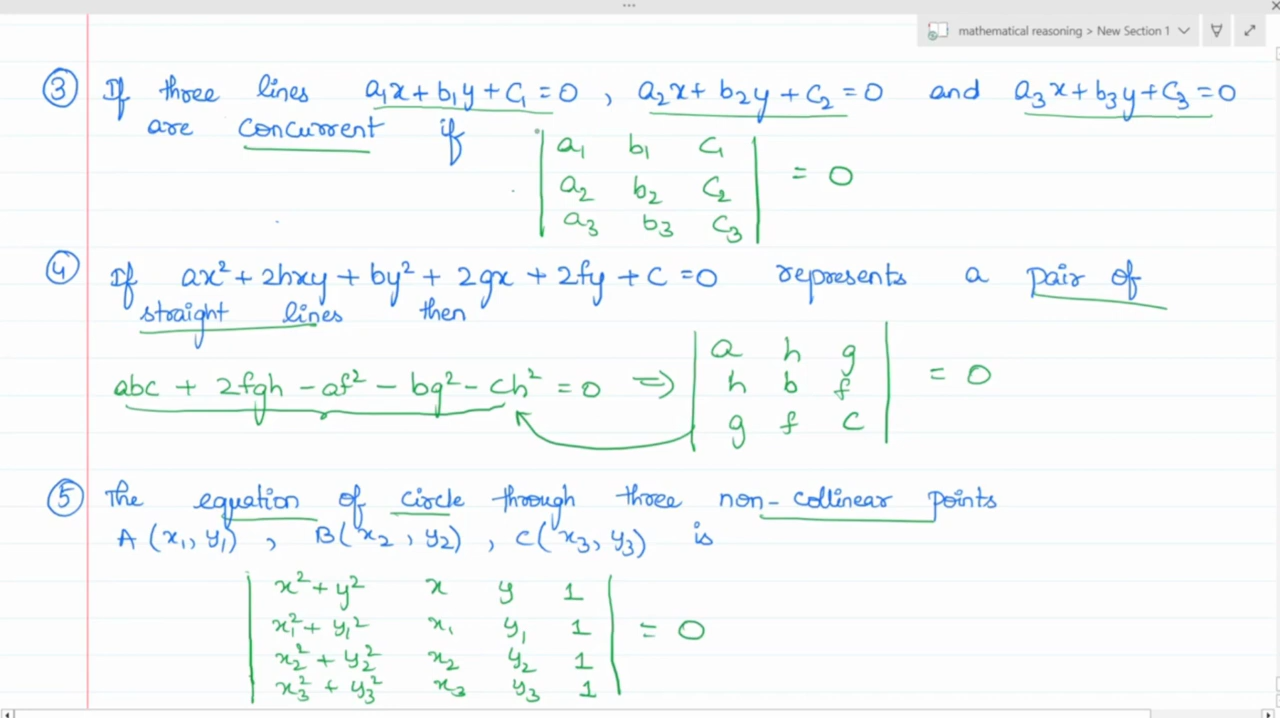 mathematical reasoning > New Section 1
③ If three lines a₁x + b₁y + c₁ = 0 , a₂x + b₂y + c₂ = 0 and a₃x + b₃y + c₃ = 0
are concurrent if
| a₁ b₁ c₁ |
| a₂ b₂ c₂ | = 0
| a₃ b₃ c₃ |
④ If ax² + 2hxy + by² + 2gx + 2fy + c = 0 represents a pair of
straight lines then
abc + 2fgh - af² - bg² - ch² = 0 ⇒
| a h g |
| h b f | = 0
| g f c |
⑤ The equation of circle through three non-collinear points
A (x₁, y₁) , B(x₂, y₂) , C(x₃, y₃) is
| x² + y² x y 1 |
| x₁² + y₁² x₁ y₁ 1 | = 0
| x₂² + y₂² x₂ y₂ 1 |
| x₃² + y₃² x₃ y₃ 1 |